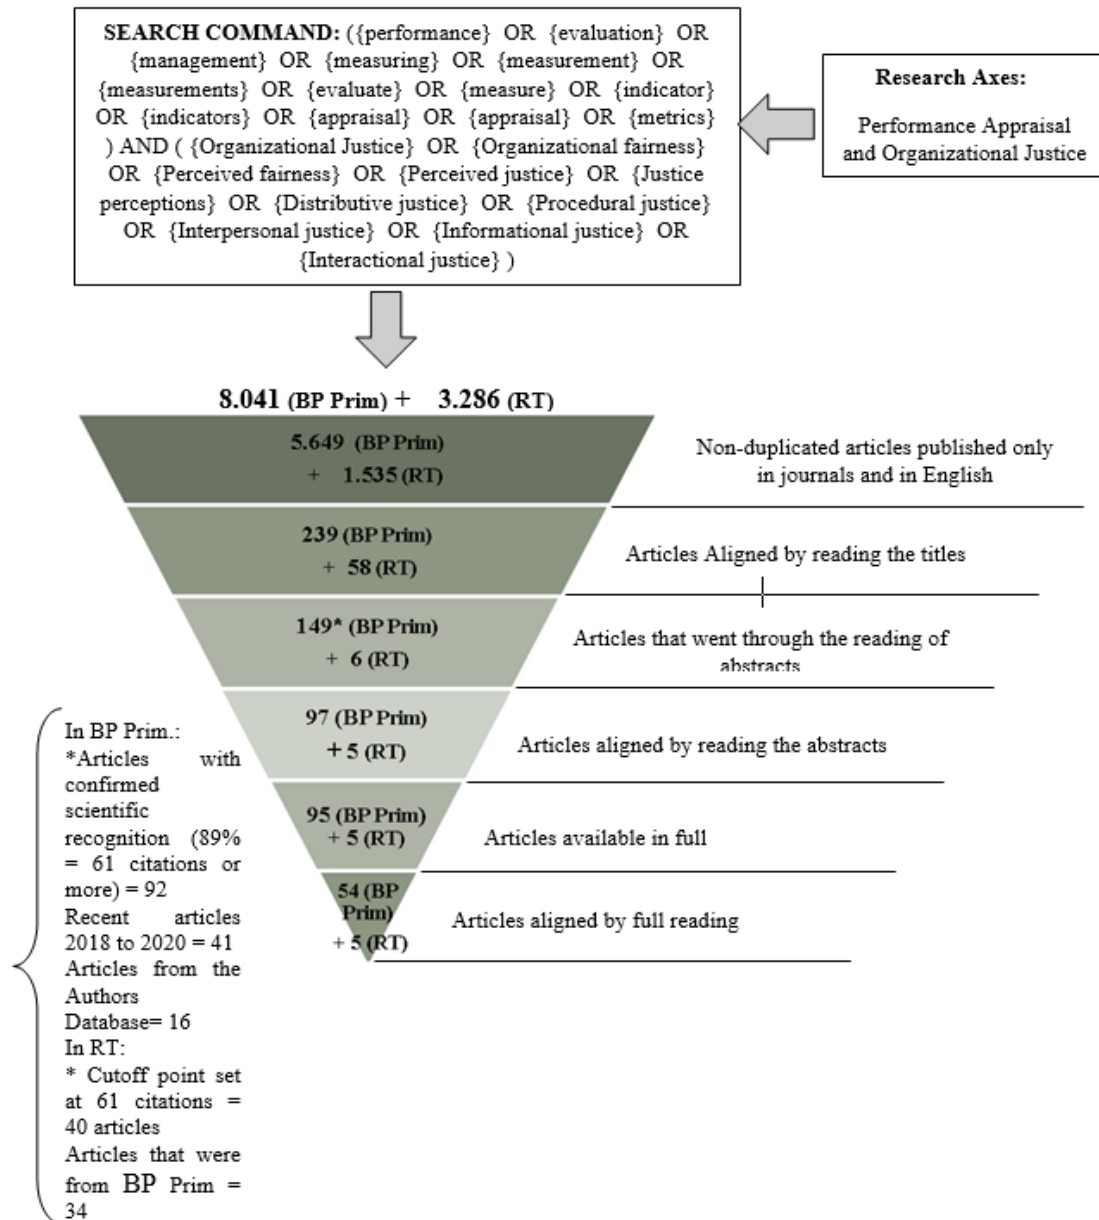 SEARCH COMMAND: ({performance} OR {evaluation} OR
{management} OR {measuring} OR {measurement} OR
{measurements} OR {evaluate} OR {measure} OR {indicator}
OR {indicators} OR {appraisal} OR {appraisal} OR {metrics}
) AND ( {Organizational Justice} OR {Organizational fairness}
OR {Perceived fairness} OR {Perceived justice} OR {Justice
perceptions} OR {Distributive justice} OR {Procedural justice}
OR {Interpersonal justice} OR {Informational justice} OR
{Interactional justice} )
Research Axes:
Performance Appraisal
and Organizational Justice
8.041 (BP Prim) + 3.286 (RT)
5.649 (BP Prim)
+ 1.535 (RT)
Non-duplicated articles published only
in journals and in English
239 (BP Prim)
+ 58 (RT)
Articles Aligned by reading the titles
149* (BP Prim)
+ 6 (RT)
Articles that went through the reading of
abstracts
97 (BP Prim)
+ 5 (RT)
Articles aligned by reading the abstracts
95 (BP Prim)
+ 5 (RT)
Articles available in full
54 (BP
Prim)
+ 5 (RT)
Articles aligned by full reading
In BP Prim.:
*Articles with
confirmed
scientific
recognition (89%
= 61 citations or
more) = 92
Recent articles
2018 to 2020 = 41
Articles from the
Authors
Database= 16
In RT:
* Cutoff point set
at 61 citations =
40 articles
Articles that were
from BP Prim =
34